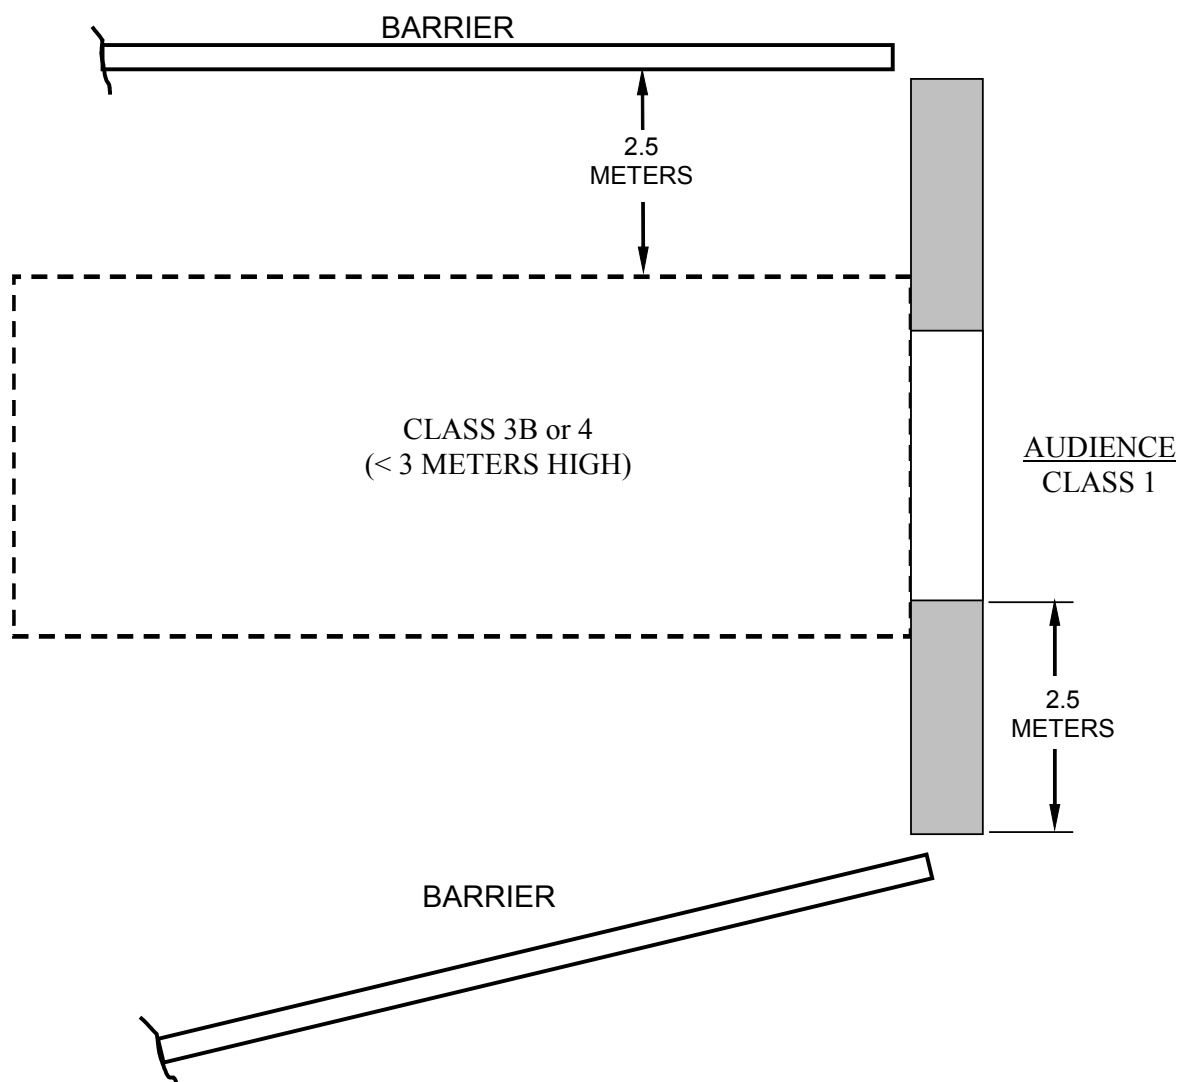 BARRIER
2.5
METERS
CLASS 3B or 4
(< 3 METERS HIGH)
AUDIENCE
CLASS 1
2.5
METERS
BARRIER